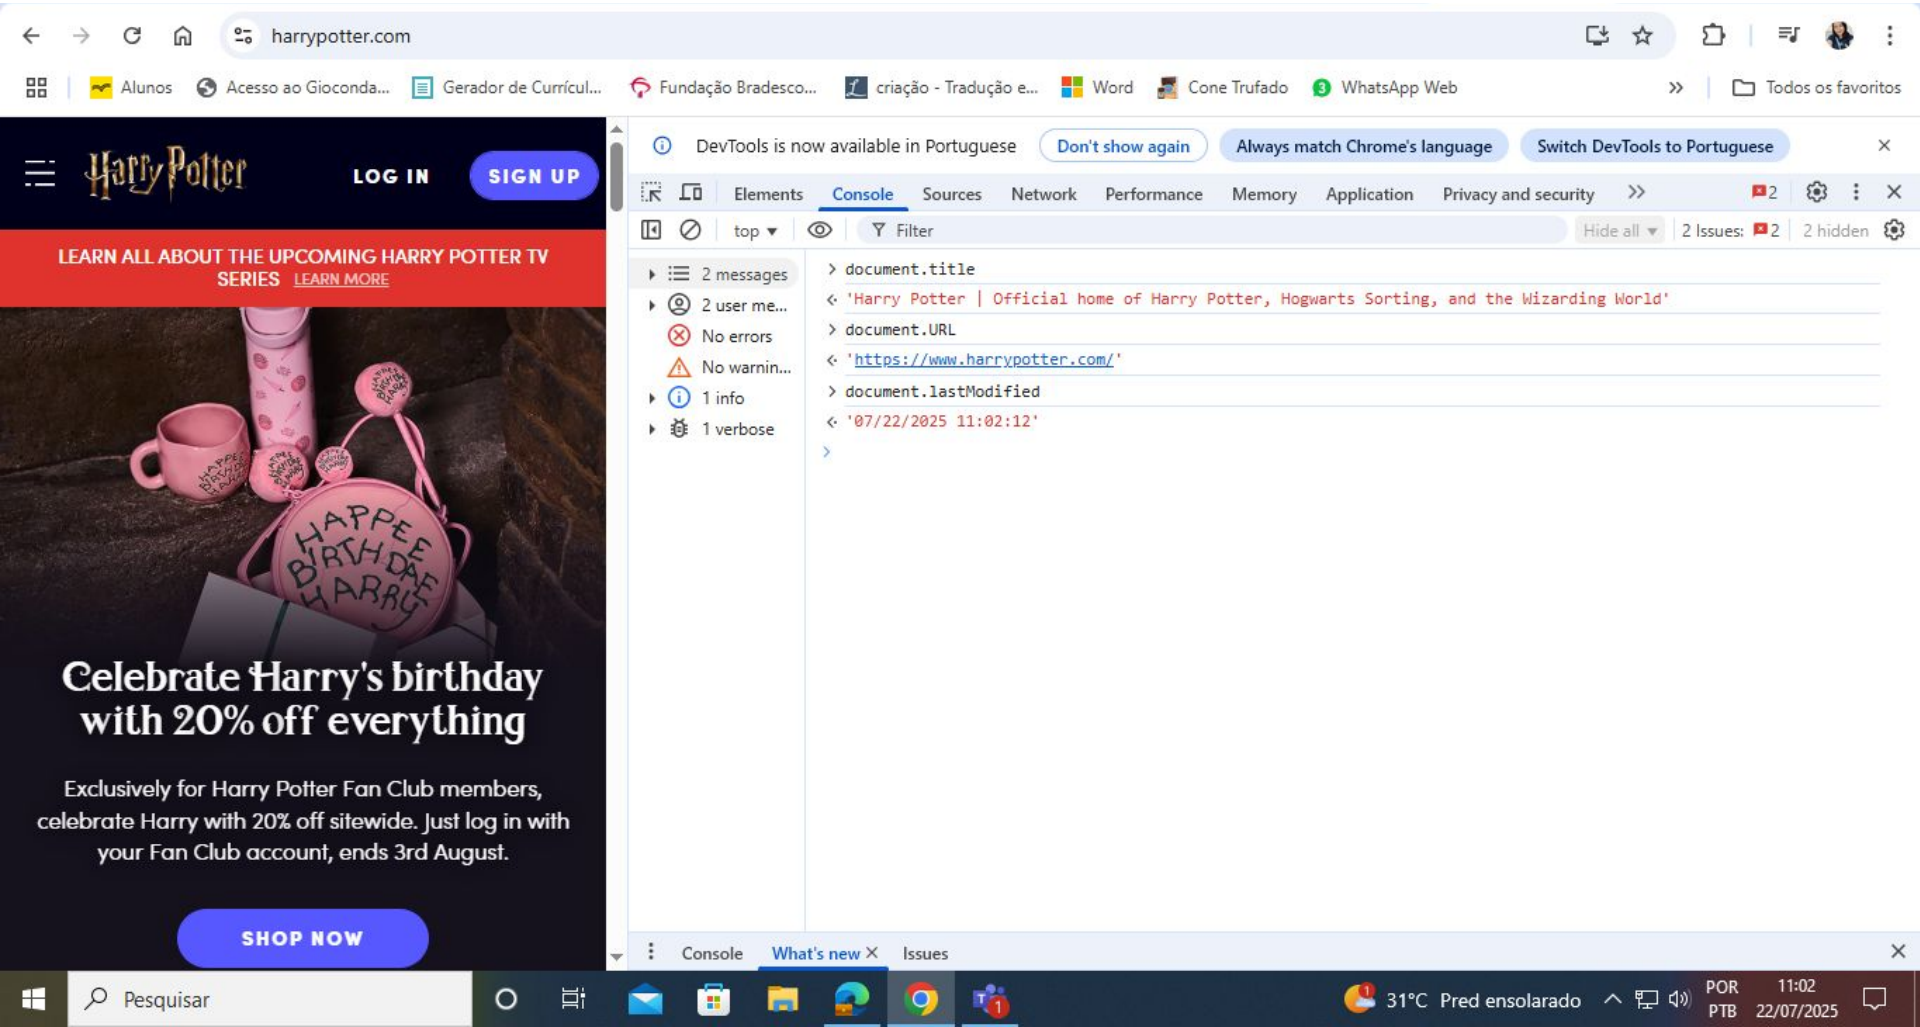 harrypotter.com
Alunos
Acesso ao Gioconda...
Gerador de Currícul...
Fundação Bradesco...
criação - Tradução e...
Word
Cone Trufado
3
WhatsApp Web
Todos os favoritos
Harry Potter
LOG IN
SIGN UP
LEARN ALL ABOUT THE UPCOMING HARRY POTTER TV
SERIES LEARN MORE
HAPPEE
BIRTHDAE
HARRY
HAPPEE
BIRTHDAE
HARRY
Celebrate Harry's birthday
with 20% off everything
Exclusively for Harry Potter Fan Club members,
celebrate Harry with 20% off sitewide. Just log in with
your Fan Club account, ends 3rd August.
SHOP NOW
DevTools is now available in Portuguese
Don't show again
Always match Chrome's language
Switch DevTools to Portuguese
Elements
Console
Sources
Network
Performance
Memory
Application
Privacy and security
2
top
Filter
Hide all
2 Issues: 2
2 hidden
2 messages
2 user me...
No errors
No warnin...
1 info
1 verbose
document.title
'Harry Potter | Official home of Harry Potter, Hogwarts Sorting, and the Wizarding World'
document.URL
'https://www.harrypotter.com/'
document.lastModified
'07/22/2025 11:02:12'
Console
What's new
Issues
Pesquisar
1
1
31°C Pred ensolarado
POR
PTB
11:02
22/07/2025